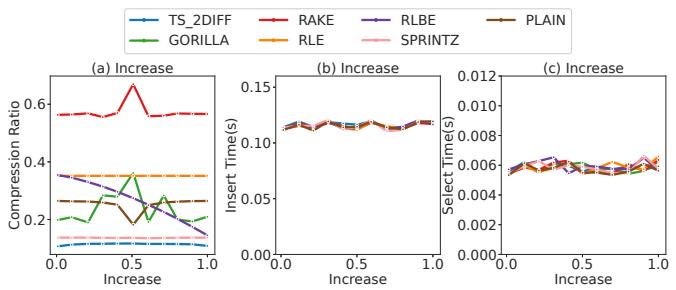 TS_2DIFF RAKE RLBE PLAIN
GORILLA RLE SPRINTZ
(a) Increase (b) Increase (c) Increase
Compression Ratio
0.6
0.4
0.2
0.0 0.5 1.0
Increase
Insert Time(s)
0.15
0.10
0.05
0.00
0.0 0.5 1.0
Increase
Select Time(s)
0.012
0.010
0.008
0.006
0.004
0.002
0.000
0.0 0.5 1.0
Increase